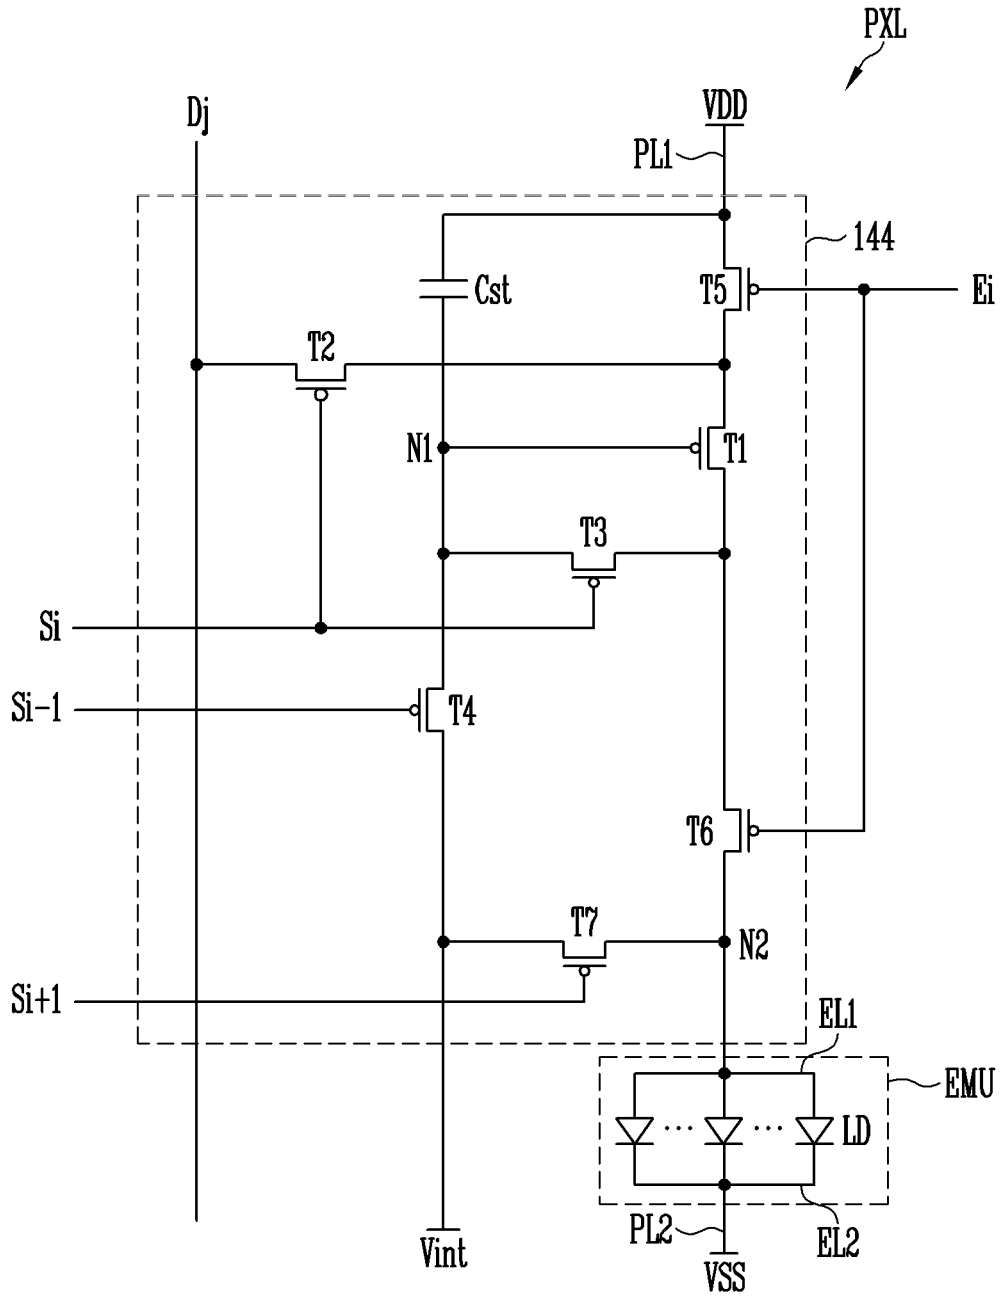 PXL
Dj
VDD
PL1
144
Cst
T5
Ei
T2
N1
T1
T3
Si
Si-1
T4
T6
T7
N2
Si+1
EL1
EMU
LD
PL2
EL2
Vint
VSS